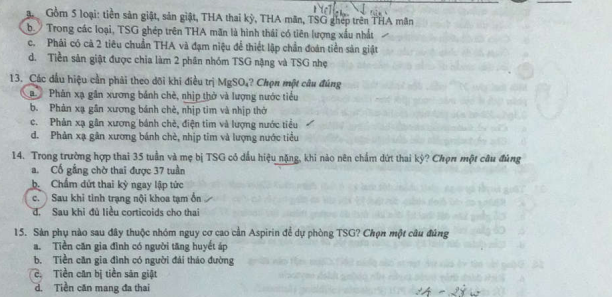 a. Gồm 5 loại: tiền sản giật, sản giật, THA thai kỳ, THA mãn, TSG ghép trên THA mãn
b. Trong các loại, TSG ghép trên THA mãn là hình thái có tiên lượng xấu nhất
c. Phải có cả 2 tiêu chuẩn THA và đạm niệu để thiết lập chẩn đoán tiền sản giật
d. Tiền sản giật được chia làm 2 phân nhóm TSG nặng và TSG nhẹ
13. Các dấu hiệu cần phải theo dõi khi điều trị MgSO₄? Chọn một câu đúng
a. Phản xạ gân xương bánh chè, nhịp thở và lượng nước tiểu
b. Phản xạ gân xương bánh chè, nhịp tim và nhịp thở
c. Phản xạ gân xương bánh chè, điện tim và lượng nước tiểu
d. Phản xạ gân xương bánh chè, nhịp tim và lượng nước tiểu
14. Trong trường hợp thai 35 tuần và mẹ bị TSG có dấu hiệu nặng, khi nào nên chấm dứt thai kỳ? Chọn một câu đúng
a. Cố gắng chờ thai được 37 tuần
b. Chấm dứt thai kỳ ngay lập tức
c. Sau khi tình trạng nội khoa tạm ổn
d. Sau khi đủ liều corticoids cho thai
15. Sản phụ nào sau đây thuộc nhóm nguy cơ cao cần Aspirin để dự phòng TSG? Chọn một câu đúng
a. Tiền căn gia đình có người tăng huyết áp
b. Tiền căn gia đình có người đái tháo đường
c. Tiền căn bị tiền sản giật
d. Tiền căn mang đa thai